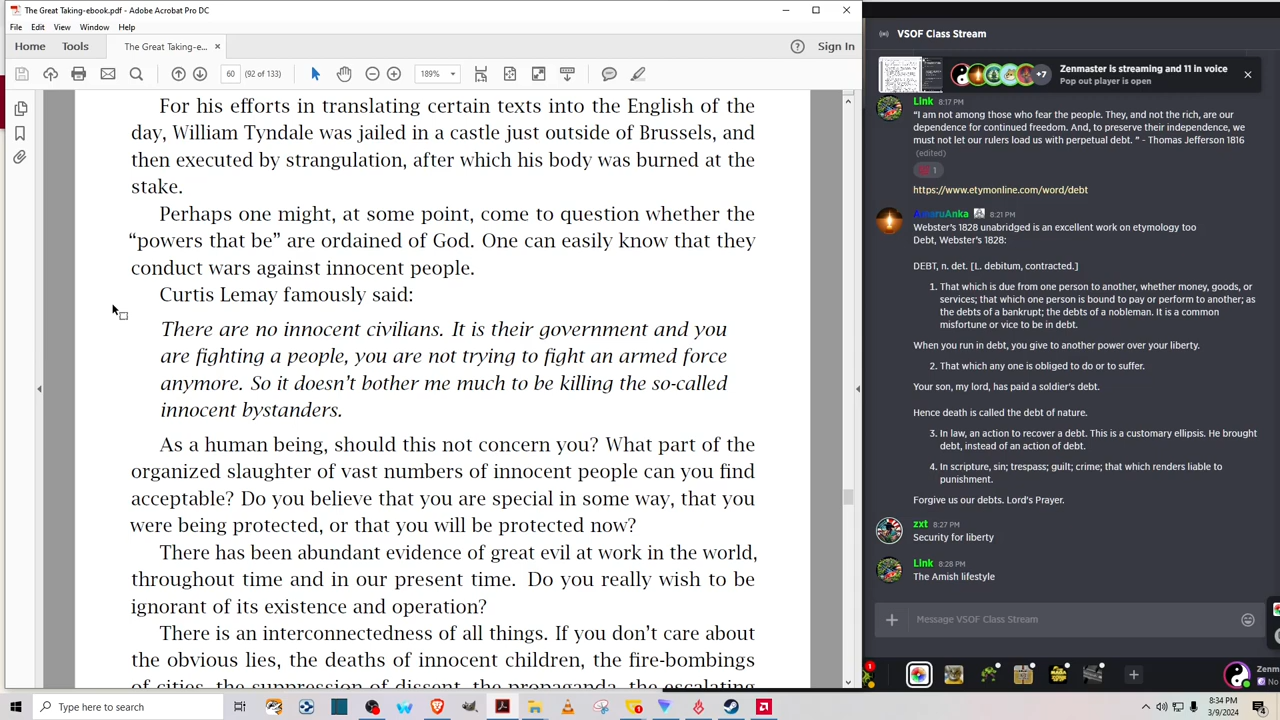 The Great Taking-ebook.pdf - Adobe Acrobat Pro DC
File Edit View Window Help
Home Tools The Great Taking-e... × Sign In
60 (92 of 133) 189%
For his efforts in translating certain texts into the English of the
day, William Tyndale was jailed in a castle just outside of Brussels, and
then executed by strangulation, after which his body was burned at the
stake.
Perhaps one might, at some point, come to question whether the
“powers that be” are ordained of God. One can easily know that they
conduct wars against innocent people.
Curtis Lemay famously said:
There are no innocent civilians. It is their government and you
are fighting a people, you are not trying to fight an armed force
anymore. So it doesn’t bother me much to be killing the so-called
innocent bystanders.
As a human being, should this not concern you? What part of the
organized slaughter of vast numbers of innocent people can you find
acceptable? Do you believe that you are special in some way, that you
were being protected, or that you will be protected now?
There has been abundant evidence of great evil at work in the world,
throughout time and in our present time. Do you really wish to be
ignorant of its existence and operation?
There is an interconnectedness of all things. If you don’t care about
the obvious lies, the deaths of innocent children, the fire-bombings
VSOF Class Stream
Zenmaster is streaming and 11 in voice
Pop out player is open
+7
Link 8:17 PM
“I am not among those who fear the people. They, and not the rich, are our
dependence for continued freedom. And, to preserve their independence, we
must not let our rulers load us with perpetual debt. ” - Thomas Jefferson 1816
(edited)
1
https://www.etymonline.com/word/debt
8:21 PM
Webster’s 1828 unabridged is an excellent work on etymology too
Debt, Webster’s 1828:
DEBT, n. det. [L. debitum, contracted.]
1. That which is due from one person to another, whether money, goods, or
services; that which one person is bound to pay or perform to another; as
the debts of a bankrupt; the debts of a nobleman. It is a common
misfortune or vice to be in debt.
When you run in debt, you give to another power over your liberty.
2. That which any one is obliged to do or to suffer.
Your son, my lord, has paid a soldier’s debt.
Hence death is called the debt of nature.
3. In law, an action to recover a debt. This is a customary ellipsis. He brought
debt, instead of an action of debt.
4. In scripture, sin; trespass; guilt; crime; that which renders liable to
punishment.
Forgive us our debts. Lord’s Prayer.
zxt 8:27 PM
Security for liberty
Link 8:28 PM
The Amish lifestyle
Message VSOF Class Stream
Zenm
No
Type here to search
8:34 PM
3/9/2024